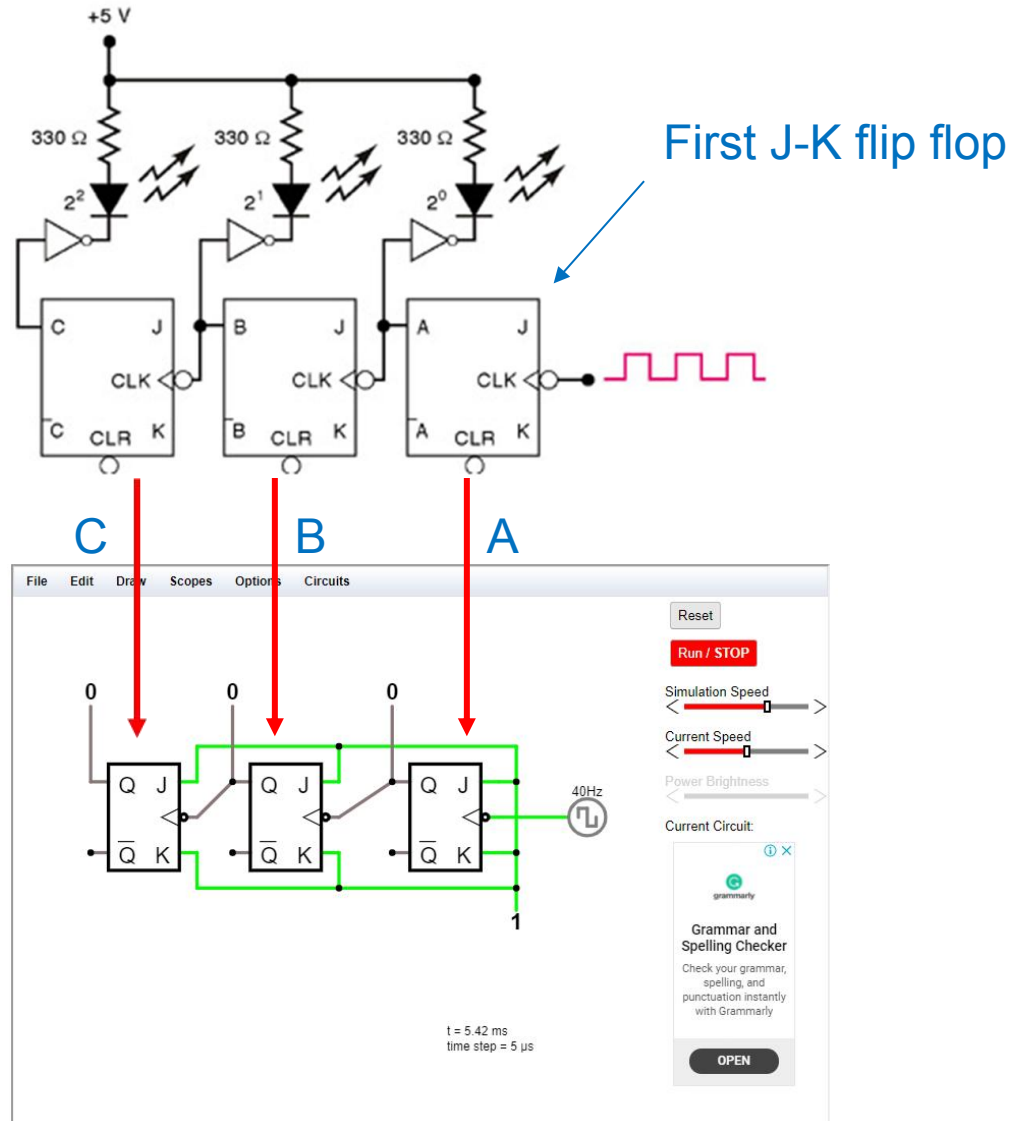 +5 V
330 Ω 330 Ω 330 Ω
First J-K flip flop
2² 2¹ 2⁰
C J B J A J
CLK CLK CLK
C̅ CLR K B̅ CLR K A̅ CLR K
C B A
File Edit Draw Scopes Options Circuits
Reset
Run / STOP
Simulation Speed
0 0 0
Current Speed
Q J Q J Q J
Power Brightness
40Hz
Current Circuit:
Q̅ K Q̅ K Q̅ K
1
grammarly
Grammar and
Spelling Checker
Check your grammar,
spelling, and
punctuation instantly
with Grammarly
t = 5.42 ms
time step = 5 μs
OPEN